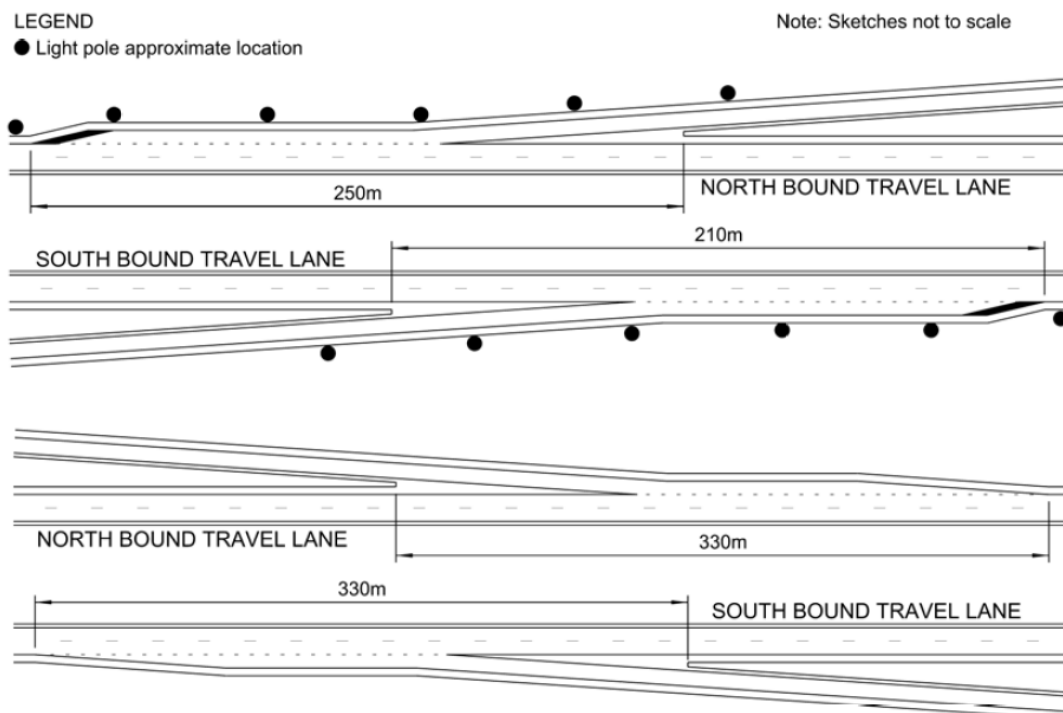 LEGEND
Note: Sketches not to scale
Light pole approximate location
250m
NORTH BOUND TRAVEL LANE
210m
SOUTH BOUND TRAVEL LANE
NORTH BOUND TRAVEL LANE
330m
330m
SOUTH BOUND TRAVEL LANE